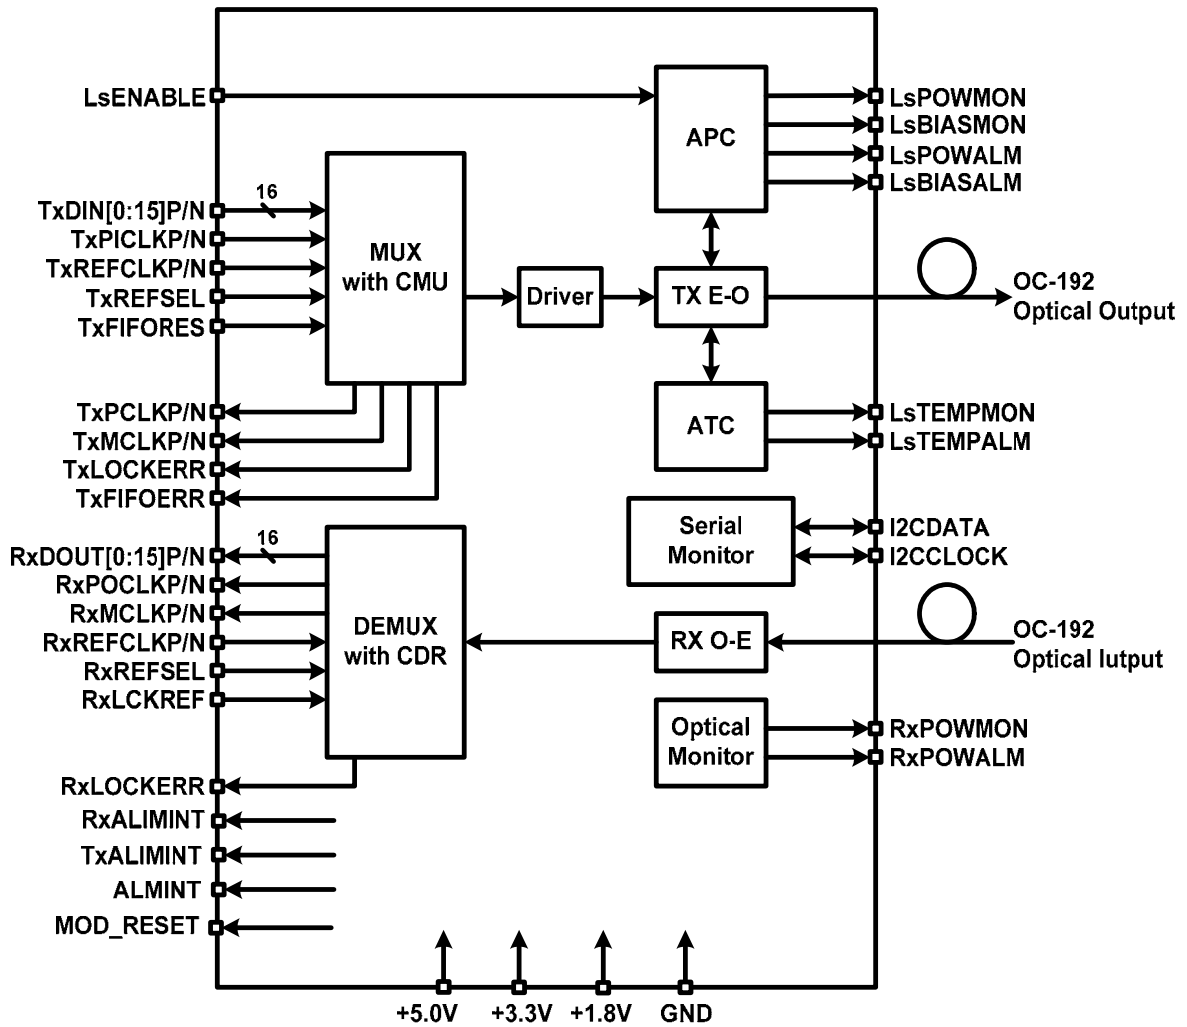 LsENABLE
APC
LsPOWMON
LsBIASMON
LsPOWALM
LsBIASALM
16
TxDIN[0:15]P/N
TxPICLKP/N
TxREFCLKP/N
TxREFSEL
TxFIFORES
MUX
with CMU
Driver
TX E-O
OC-192
Optical Output
TxPCLKP/N
TxMCLKP/N
TxLOCKERR
TxFIFOERR
ATC
LsTEMPMON
LsTEMPALM
Serial
Monitor
I2CDATA
I2CCLOCK
16
RxDOUT[0:15]P/N
RxPOCLKP/N
RxMCLKP/N
RxREFCLKP/N
RxREFSEL
RxLCKREF
DEMUX
with CDR
RX O-E
OC-192
Optical Iutput
Optical
Monitor
RxPOWMON
RxPOWALM
RxLOCKERR
RxALIMINT
TxALIMINT
ALMINT
MOD_RESET
+5.0V
+3.3V
+1.8V
GND